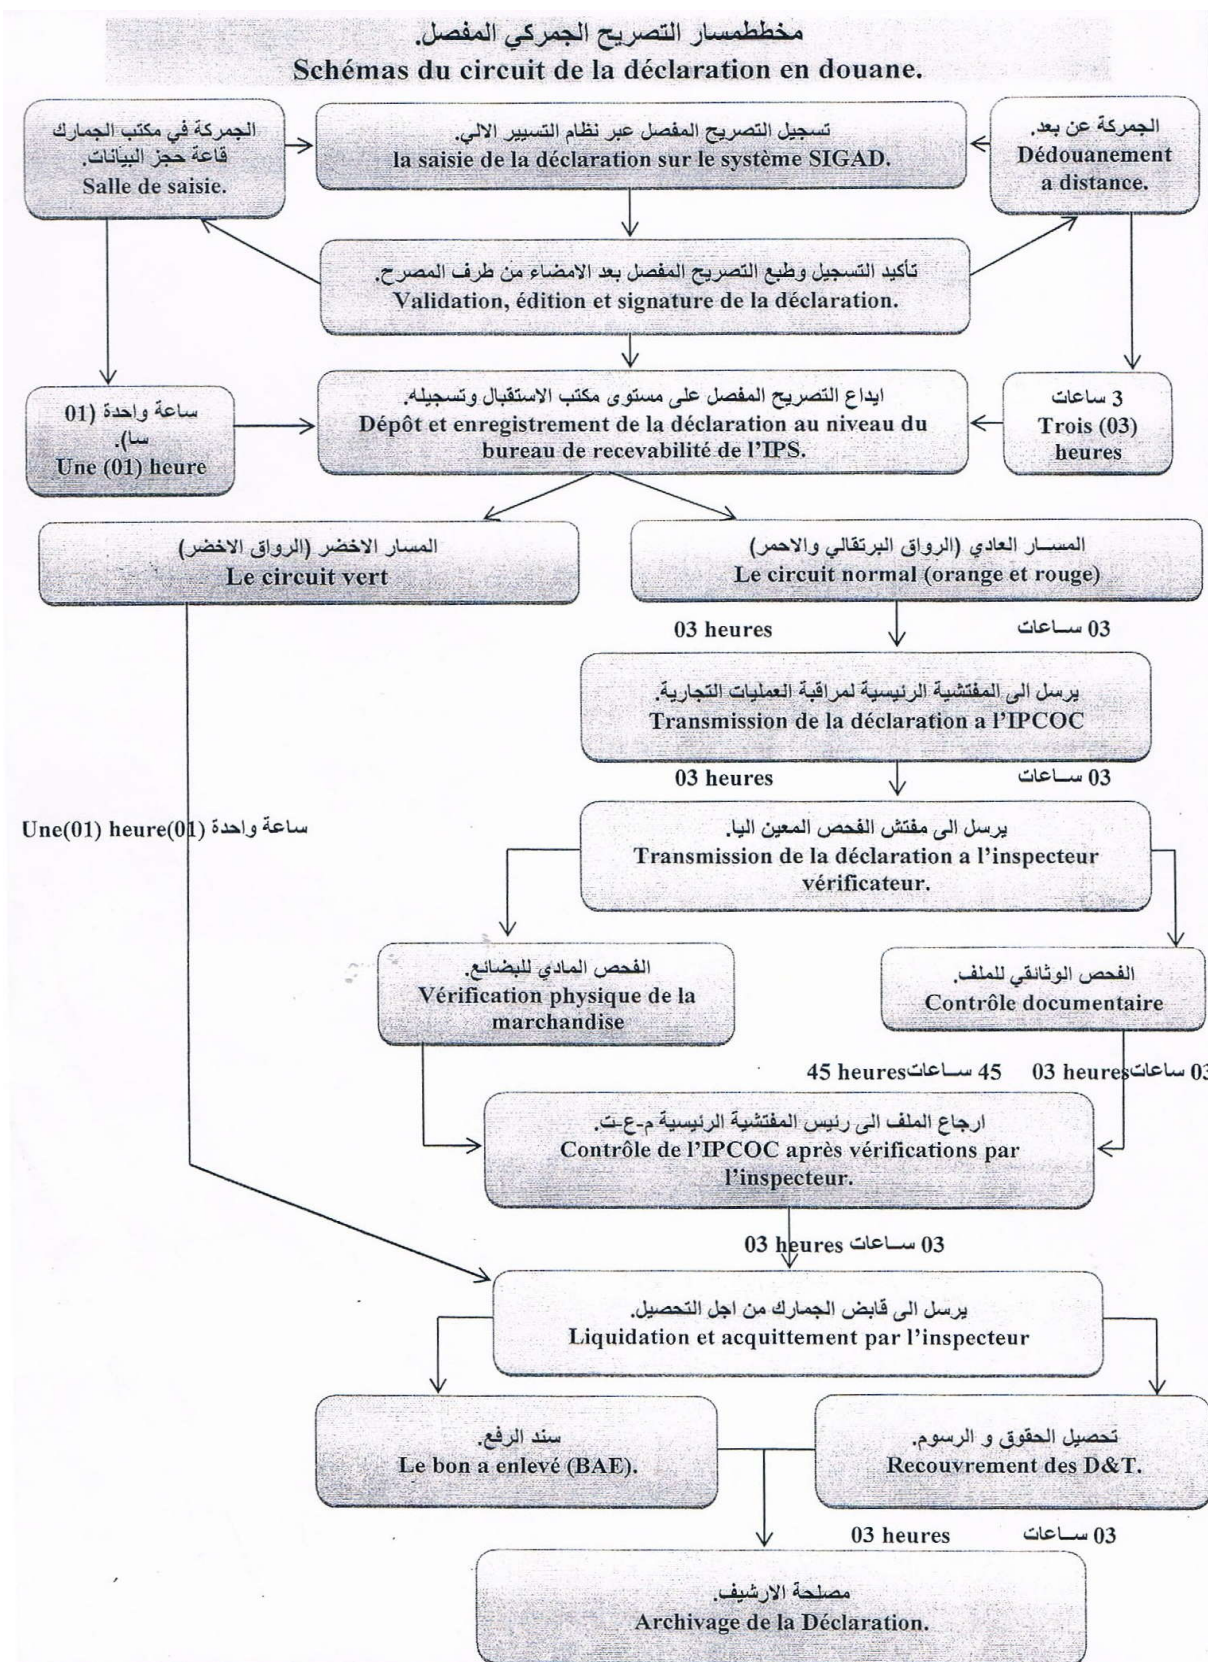 مخططمسار التصريح الجمركي المفصل.
Schémas du circuit de la déclaration en douane.
الجمركة في مكتب الجمارك
قاعة حجز البيانات.
Salle de saisie.
تسجيل التصريح المفصل عبر نظام التسيير الالي.
la saisie de la déclaration sur le système SIGAD.
الجمركة عن بعد.
Dédouanement
a distance.
تأكيد التسجيل وطبع التصريح المفصل بعد الامضاء من طرف المصرح.
Validation, édition et signature de la déclaration.
ساعة واحدة (01
سا).
Une (01) heure
ايداع التصريح المفصل على مستوى مكتب الاستقبال وتسجيله.
Dépôt et enregistrement de la déclaration au niveau du
bureau de recevabilité de l'IPS.
3 ساعات
Trois (03)
heures
المسار الاخضر (الرواق الاخضر)
Le circuit vert
المســار العادي (الرواق البرتقالي والاحمر)
Le circuit normal (orange et rouge)
03 heures
03 ســاعات
يرسل الى المفتشية الرئيسية لمراقبة العمليات التجارية.
Transmission de la déclaration a l'IPCOC
03 heures
03 ســاعات
Une(01) heure(01) ساعة واحدة
يرسل الى مفتش الفحص المعين اليا.
Transmission de la déclaration a l'inspecteur
vérificateur.
الفحص المادي للبضائع.
Vérification physique de la
marchandise
الفحص الوثائقي للملف.
Contrôle documentaire
45 heures ســاعات 45
03 heures ساعات 03
ارجاع الملف الى رئيس المفتشية الرئيسية م-ع-ت.
Contrôle de l'IPCOC après vérifications par
l'inspecteur.
03 heures ســاعات 03
يرسل الى قابض الجمارك من اجل التحصيل.
Liquidation et acquittement par l'inspecteur
سند الرفع.
Le bon a enlevé (BAE).
تحصيل الحقوق و الرسوم.
Recouvrement des D&T.
03 heures
03 ســاعات
مصلحة الارشيف.
Archivage de la Déclaration.